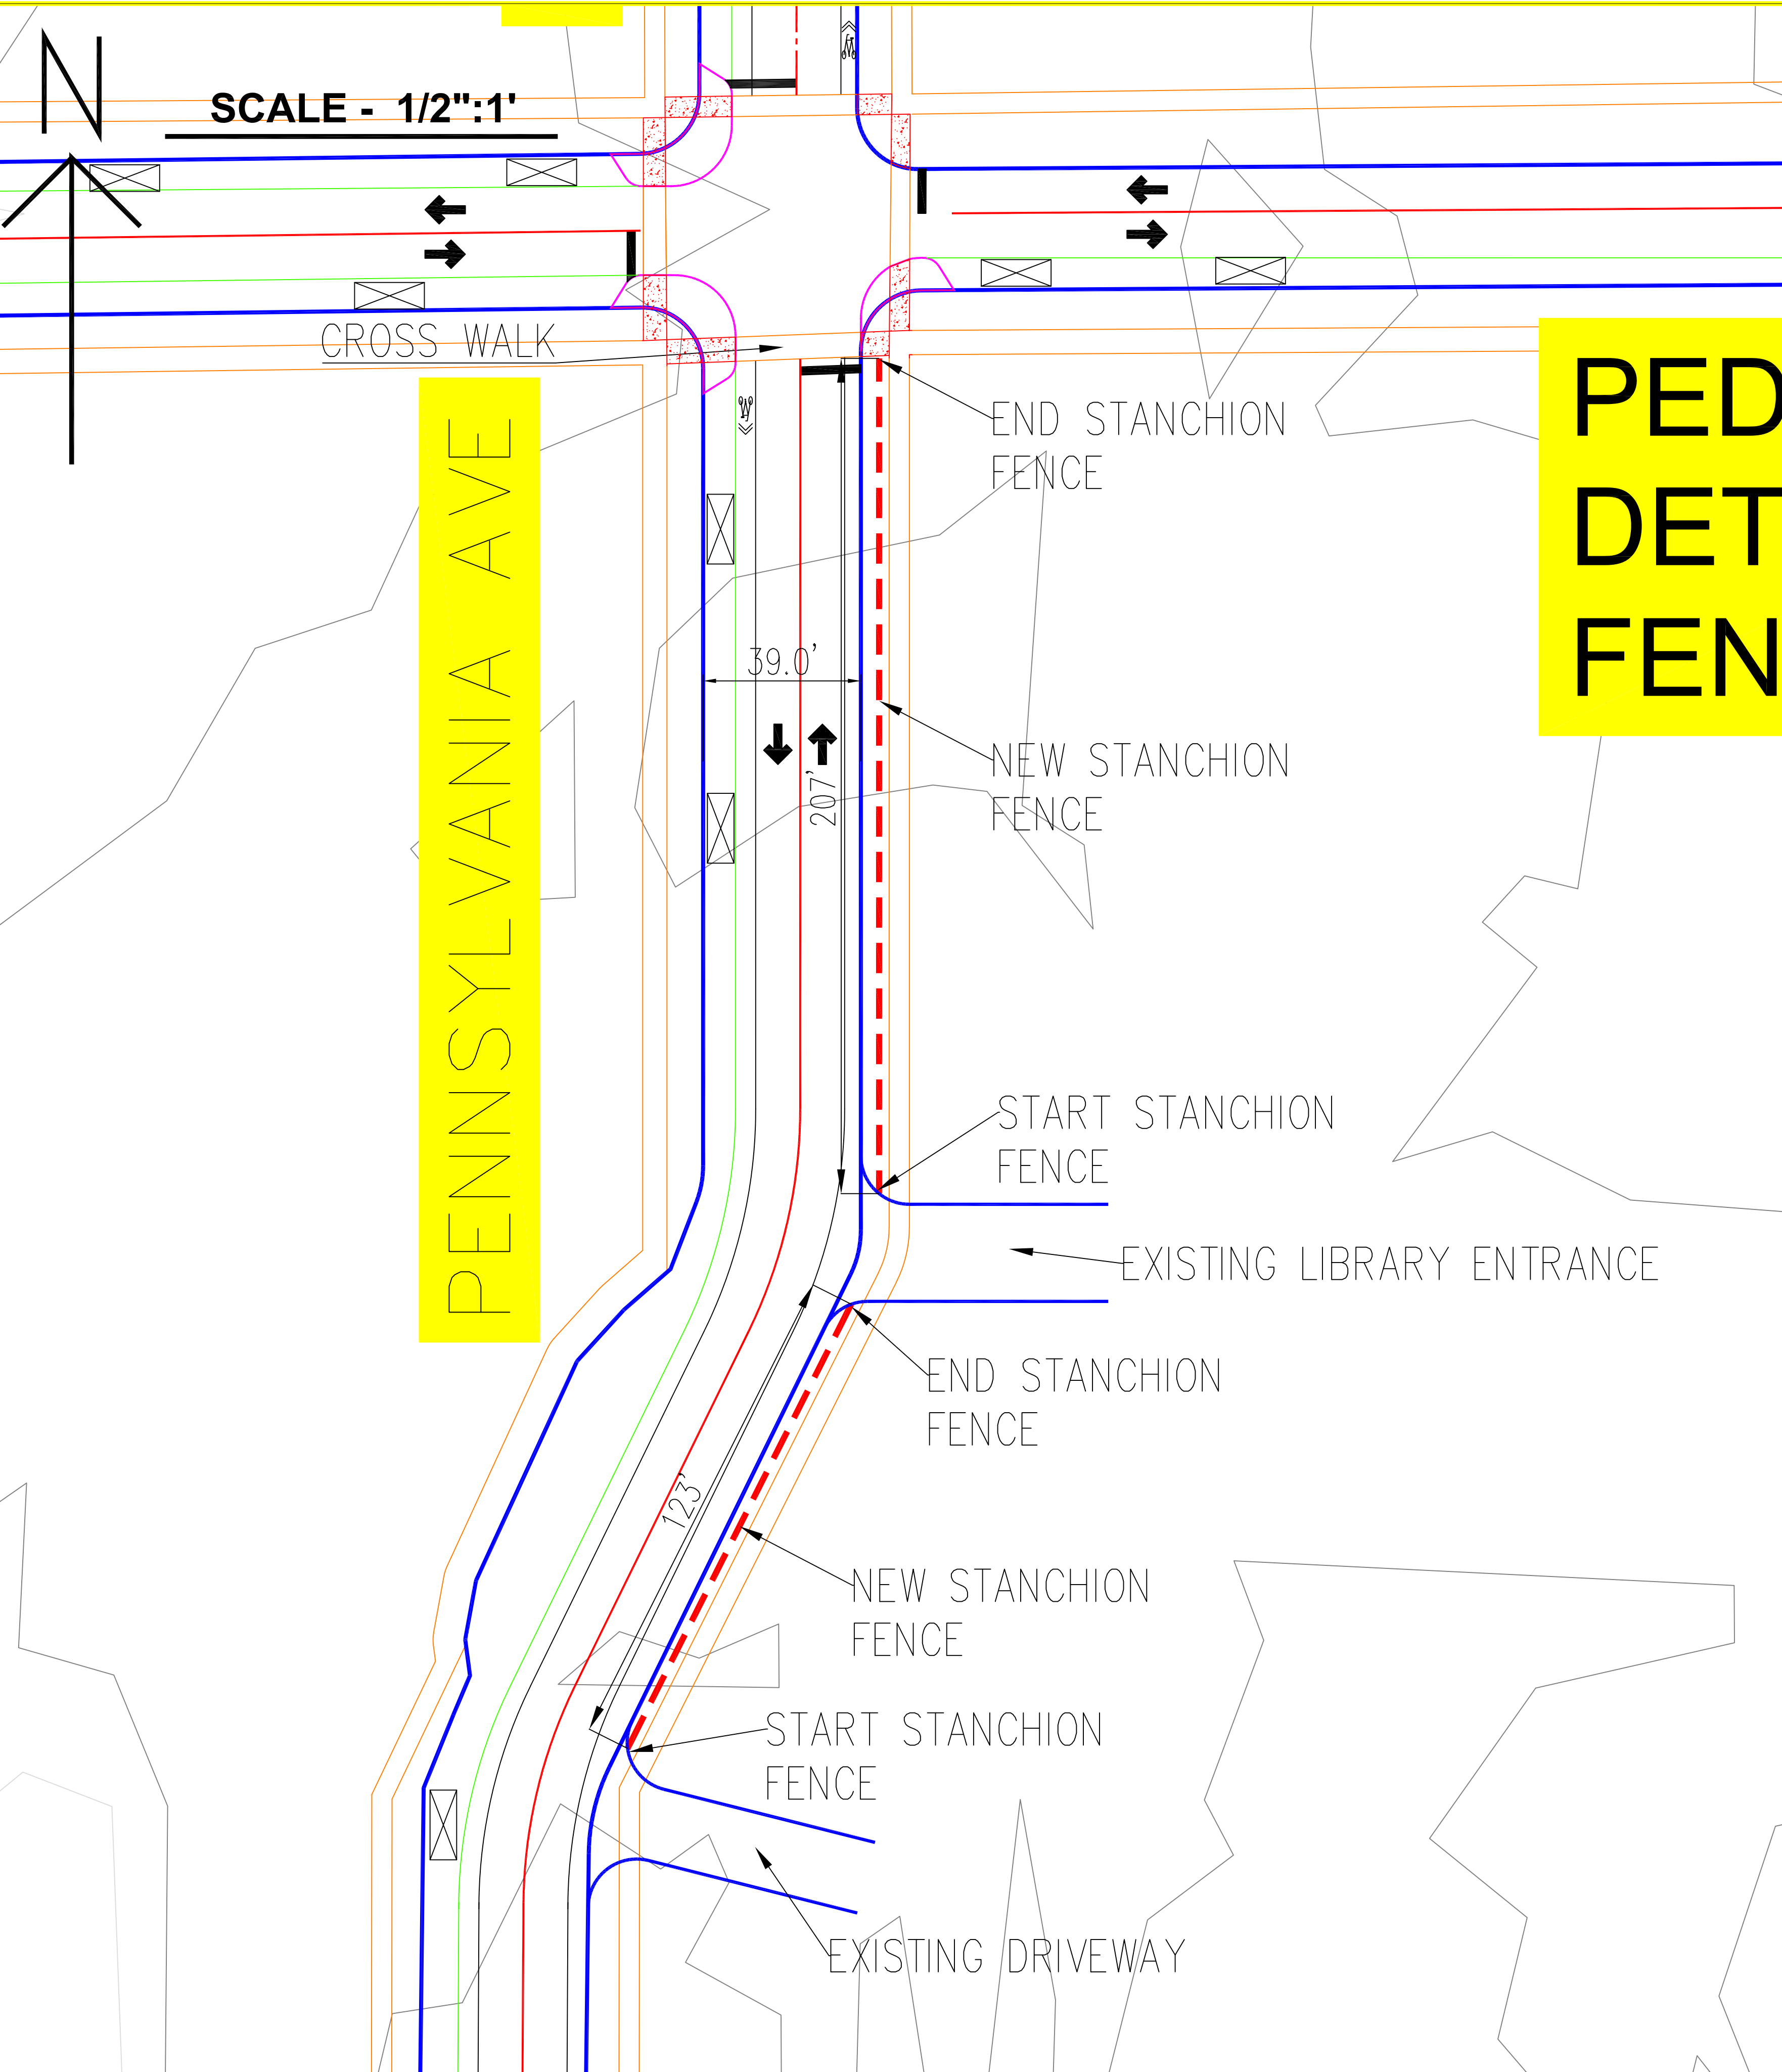 N
SCALE - 1/2":1'
CROSS WALK
PENNSYLVANIA AVE
END STANCHION
FENCE
PED
DET
FEN
39.0'
207'
NEW STANCHION
FENCE
START STANCHION
FENCE
EXISTING LIBRARY ENTRANCE
END STANCHION
FENCE
123'
NEW STANCHION
FENCE
START STANCHION
FENCE
EXISTING DRIVEWAY